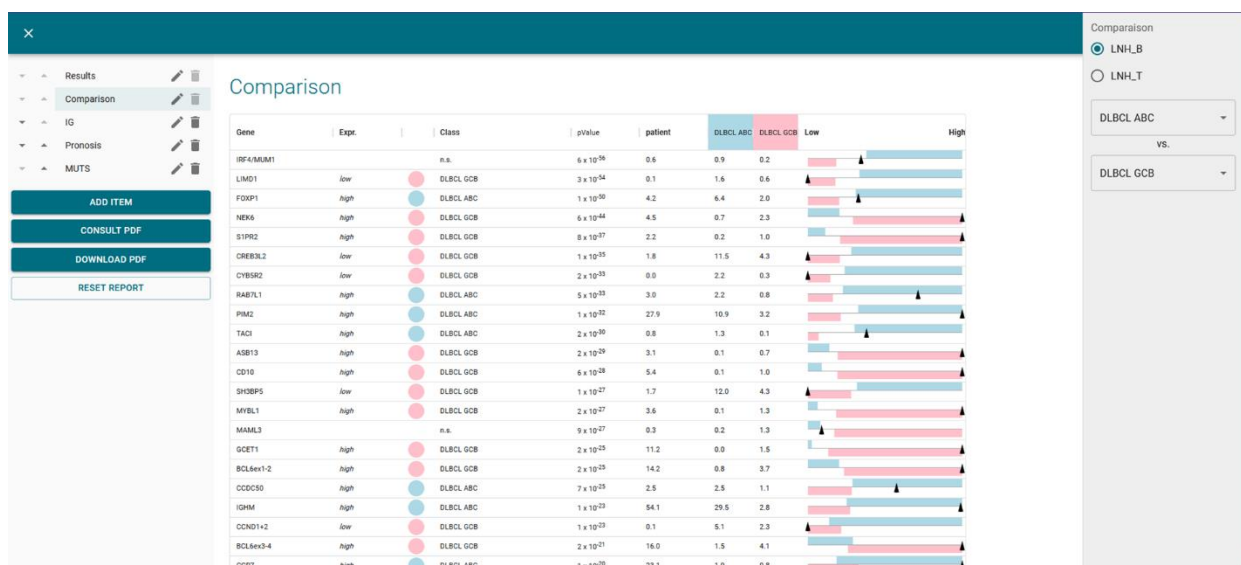 Results
Comparison
IG
Pronosis
MUTS
ADD ITEM
CONSULT PDF
DOWNLOAD PDF
RESET REPORT
Comparison
Gene Expr. Class pValue patient DLBCL ABC DLBCL GCB Low High
IRF4/MUM1 n.s. 6 x 10-56 0.6 0.9 0.2
LIMD1 low DLBCL GCB 3 x 10-54 0.1 1.6 0.6
FOXP1 high DLBCL ABC 1 x 10-50 4.2 6.4 2.0
NEK6 high DLBCL GCB 6 x 10-44 4.5 0.7 2.3
S1PR2 high DLBCL GCB 8 x 10-37 2.2 0.2 1.0
CREB3L2 low DLBCL GCB 1 x 10-35 1.8 11.5 4.3
CYB5R2 low DLBCL GCB 2 x 10-33 0.0 2.2 0.3
RAB7L1 high DLBCL ABC 5 x 10-33 3.0 2.2 0.8
PIM2 high DLBCL ABC 1 x 10-32 27.9 10.9 3.2
TACI high DLBCL ABC 2 x 10-30 0.8 1.3 0.1
ASB13 high DLBCL GCB 2 x 10-29 3.1 0.1 0.7
CD10 high DLBCL GCB 6 x 10-28 5.4 0.1 1.0
SH3BP5 low DLBCL GCB 1 x 10-27 1.7 12.0 4.3
MYBL1 high DLBCL GCB 2 x 10-27 3.6 0.1 1.3
MAML3 n.s. 9 x 10-27 0.3 0.2 1.3
GCET1 high DLBCL GCB 2 x 10-25 11.2 0.0 1.5
BCL6ex1-2 high DLBCL GCB 2 x 10-25 14.2 0.8 3.7
CCDC50 high DLBCL ABC 7 x 10-25 2.5 2.5 1.1
IGHM high DLBCL ABC 1 x 10-23 54.1 29.5 2.8
CCND1+2 low DLBCL GCB 1 x 10-23 0.1 5.1 2.3
BCL6ex3-4 high DLBCL GCB 2 x 10-21 16.0 1.5 4.1
Comparaison
LNH_B
LNH_T
DLBCL ABC
vs.
DLBCL GCB